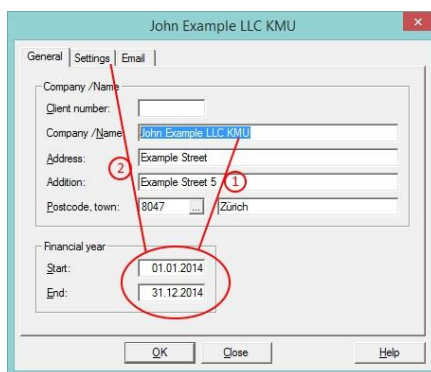 John Example LLC KMU
General Settings Email
Company /Name
Client number:
Company /Name John Example LLC KMU
Address: Example Street
Addition: Example Street 5
Postcode, town: 8047 ... Zürich
2
1
Financial year
Start: 01.01.2014
End: 31.12.2014
OK Close Help